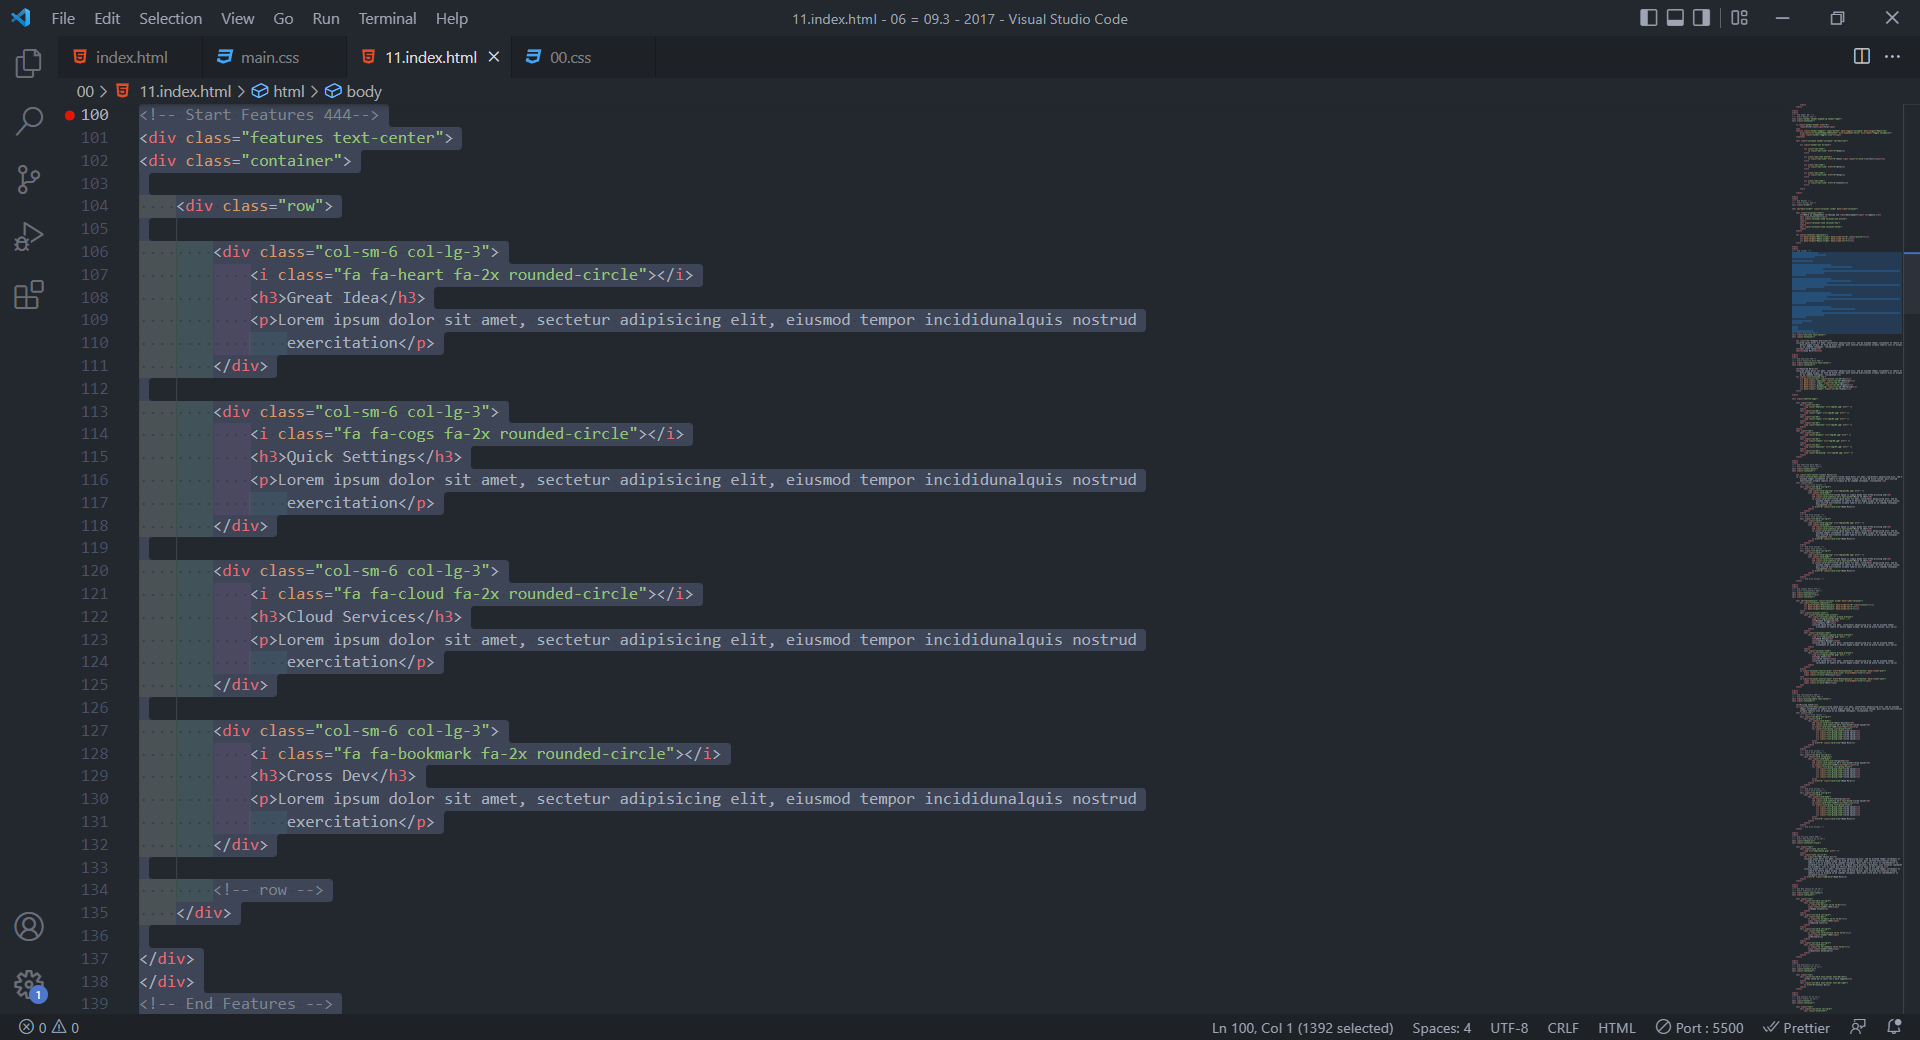 File Edit Selection View Go Run Terminal Help
11.index.html - 06 = 09.3 - 2017 - Visual Studio Code
index.html main.css 11.index.html 00.css
00 > 11.index.html > html > body
100 <!-- Start Features 444-->
101 <div class="features text-center">
102 <div class="container">
103
104 <div class="row">
105
106 <div class="col-sm-6 col-lg-3">
107 <i class="fa fa-heart fa-2x rounded-circle"></i>
108 <h3>Great Idea</h3>
109 <p>Lorem ipsum dolor sit amet, sectetur adipisicing elit, eiusmod tempor incididunalquis nostrud
110 exercitation</p>
111 </div>
112
113 <div class="col-sm-6 col-lg-3">
114 <i class="fa fa-cogs fa-2x rounded-circle"></i>
115 <h3>Quick Settings</h3>
116 <p>Lorem ipsum dolor sit amet, sectetur adipisicing elit, eiusmod tempor incididunalquis nostrud
117 exercitation</p>
118 </div>
119
120 <div class="col-sm-6 col-lg-3">
121 <i class="fa fa-cloud fa-2x rounded-circle"></i>
122 <h3>Cloud Services</h3>
123 <p>Lorem ipsum dolor sit amet, sectetur adipisicing elit, eiusmod tempor incididunalquis nostrud
124 exercitation</p>
125 </div>
126
127 <div class="col-sm-6 col-lg-3">
128 <i class="fa fa-bookmark fa-2x rounded-circle"></i>
129 <h3>Cross Dev</h3>
130 <p>Lorem ipsum dolor sit amet, sectetur adipisicing elit, eiusmod tempor incididunalquis nostrud
131 exercitation</p>
132 </div>
133
134 <!-- row -->
135 </div>
136
137 </div>
138 </div>
139 <!-- End Features -->
1
0 0 Ln 100, Col 1 (1392 selected) Spaces: 4 UTF-8 CRLF HTML Port : 5500 Prettier